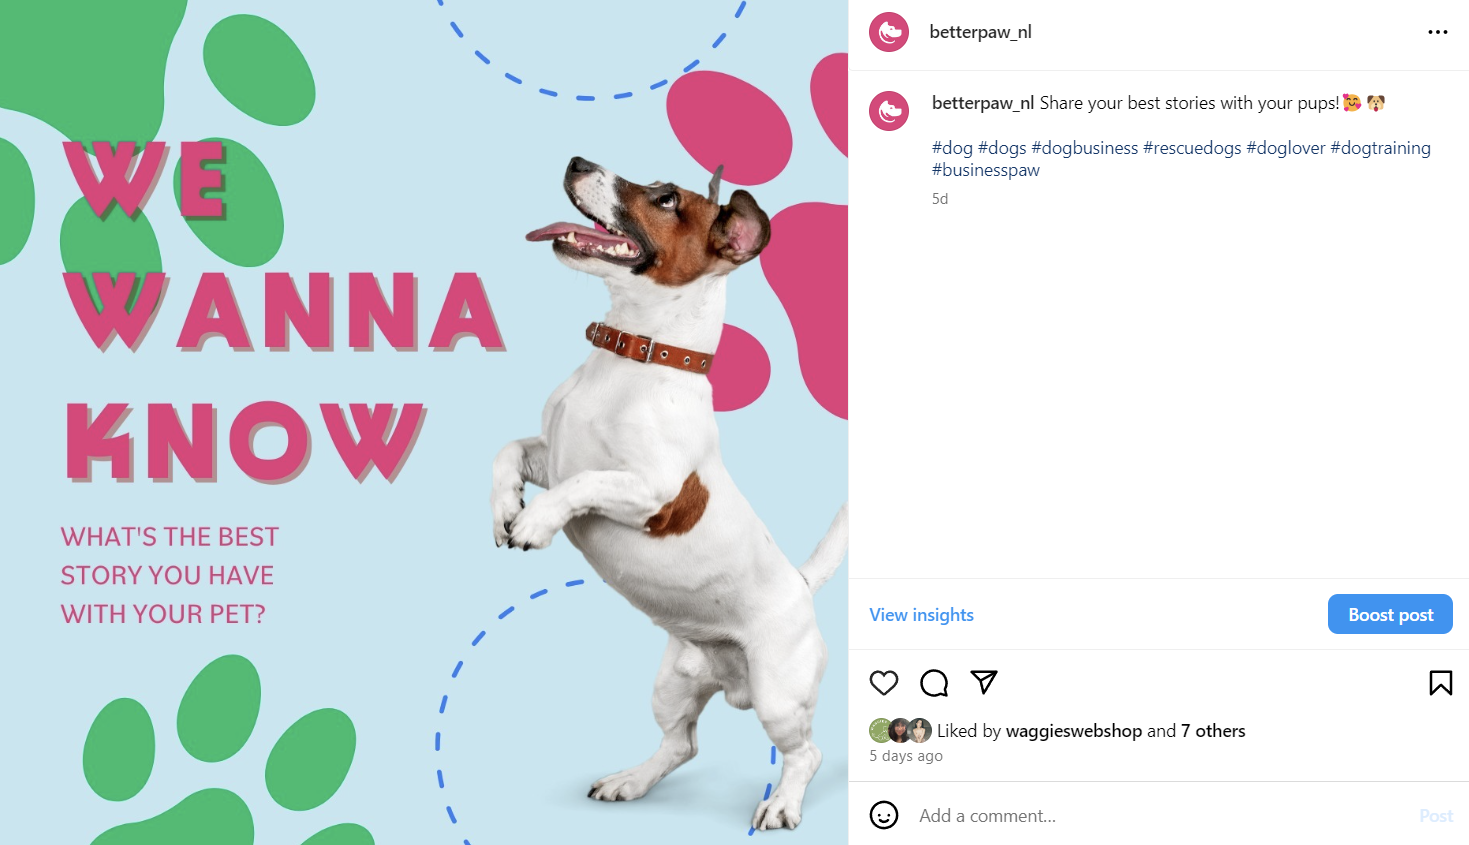 WE
WANNA
KNOW
WHAT'S THE BEST
STORY YOU HAVE
WITH YOUR PET?
betterpaw_nl
betterpaw_nl Share your best stories with your pups!🥰🐶
#dog #dogs #dogbusiness #rescuedogs #doglover #dogtraining
#businesspaw
5d
View insights
Boost post
Liked by waggieswebshop and 7 others
5 days ago
Add a comment...
Post